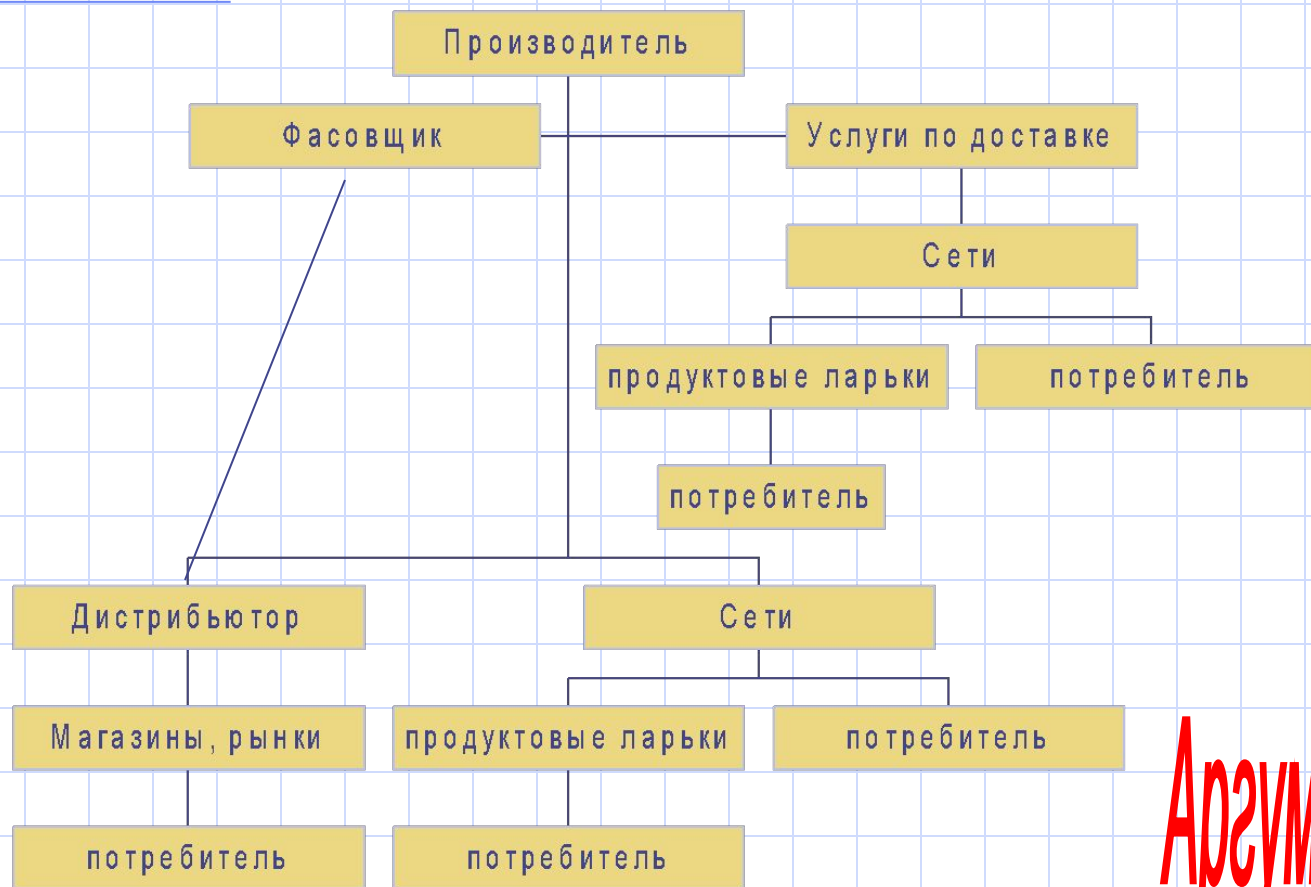 Производитель
Фасовщик
Услуги по доставке
Сети
продуктовые ларьки
потребитель
потребитель
Дистрибьютор
Сети
Магазины, рынки
продуктовые ларьки
потребитель
потребитель
потребитель